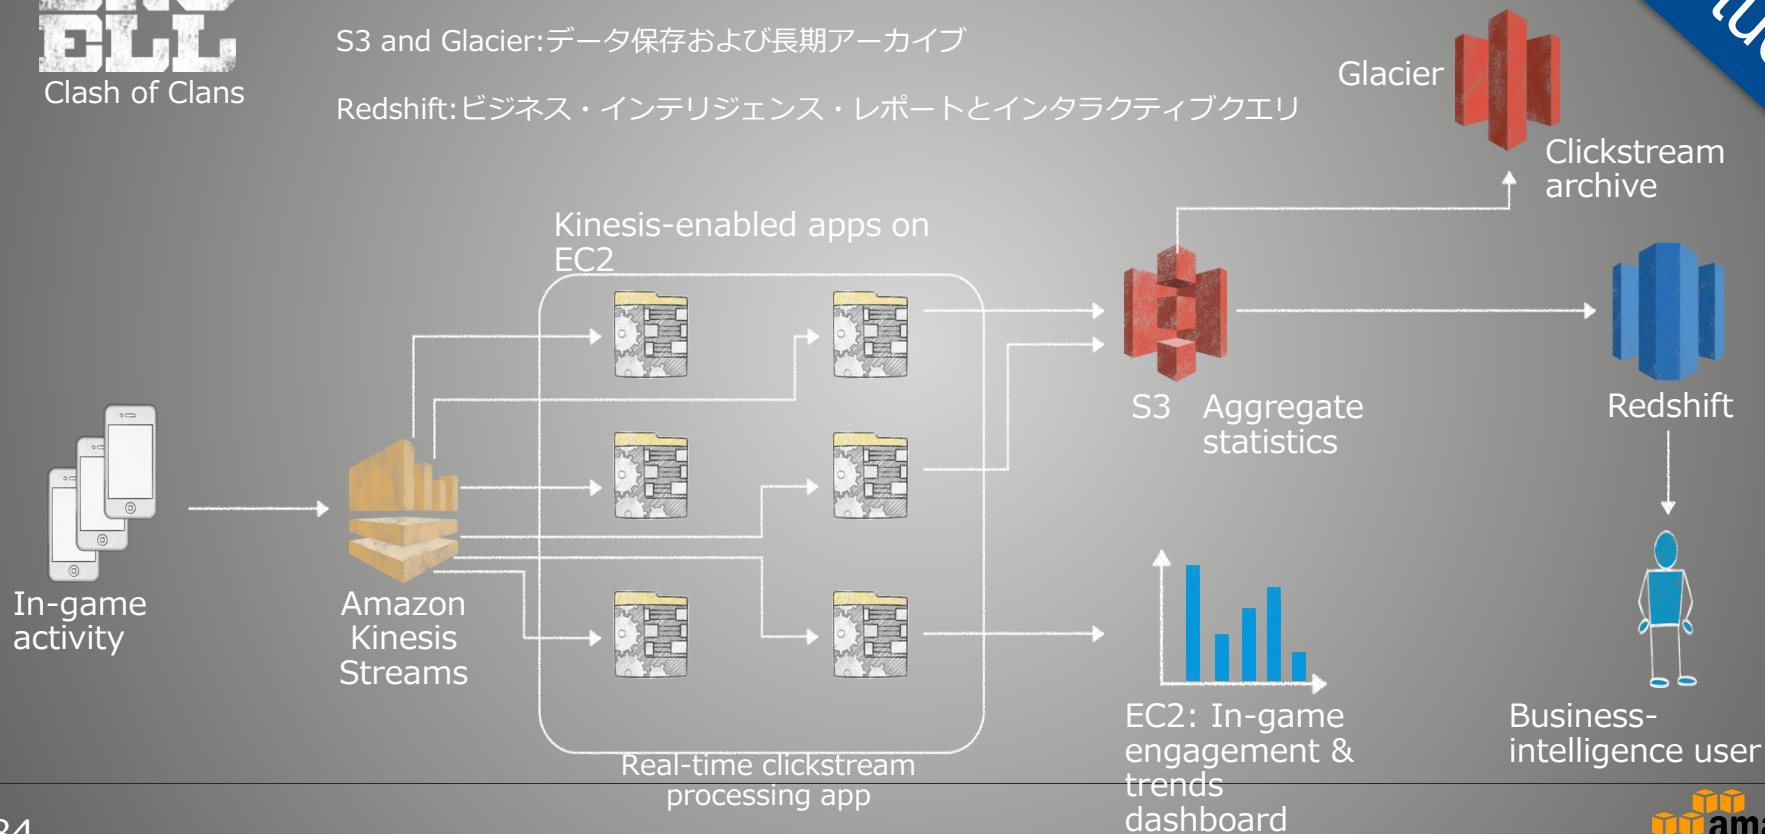 ELL
Clash of Clans
S3 and Glacier:データ保存および長期アーカイブ
Redshift:ビジネス・インテリジェンス・レポートとインタラクティブクエリ
Glacier
Clickstream
archive
Kinesis-enabled apps on
EC2
S3
Aggregate
statistics
Redshift
In-game
activity
Amazon
Kinesis
Streams
Real-time clickstream
processing app
EC2: In-game
engagement &
trends
dashboard
Business-
intelligence user